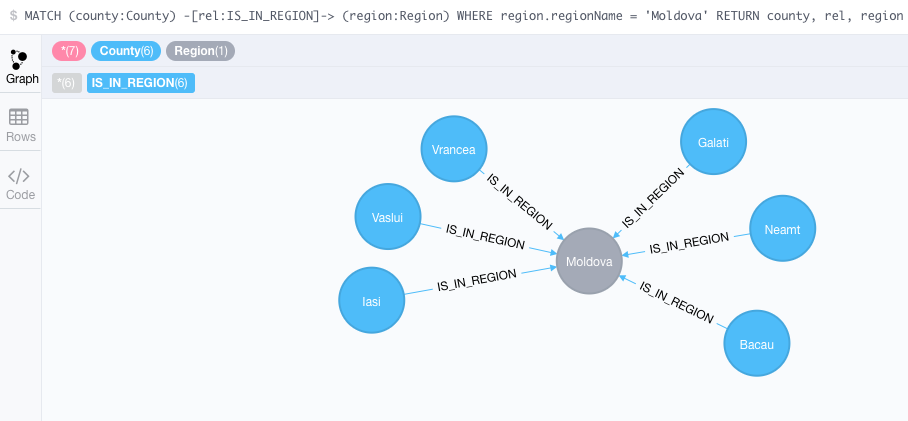 $ MATCH (county:County) -[rel:IS_IN_REGION]-> (region:Region) WHERE region.regionName = 'Moldova' RETURN county, rel, region
*(7) County(6) Region(1)
*(6) IS_IN_REGION(6)
Graph
Rows
Code
Vrancea
Galati
IS_IN_REGION
IS_IN_REGION
Vaslui
IS_IN_REGION
Neamt
IS_IN_REGION
Moldova
Iasi
IS_IN_REGION
IS_IN_REGION
Bacau